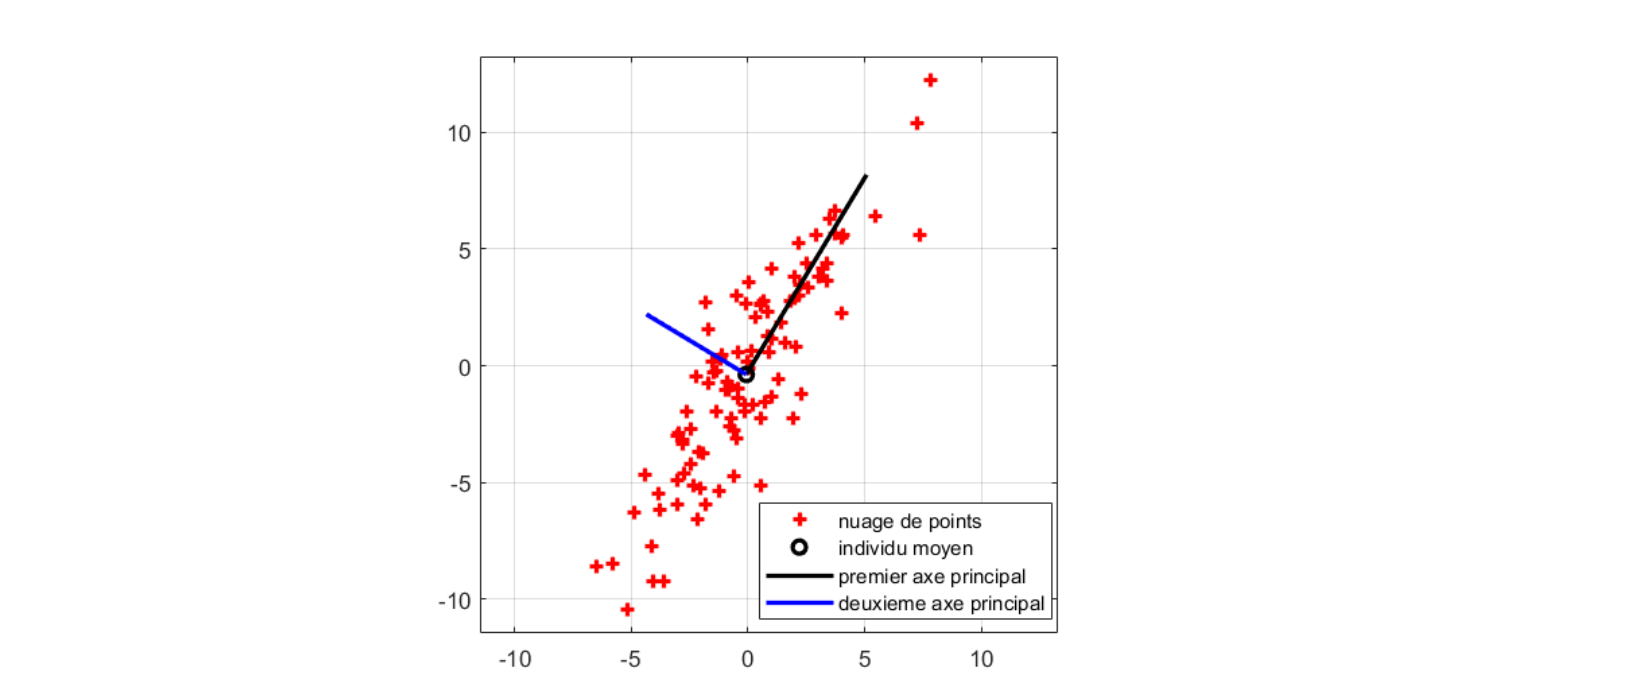 10
5
0
-5
-10
nuage de points
individu moyen
premier axe principal
deuxieme axe principal
-10 -5 0 5 10